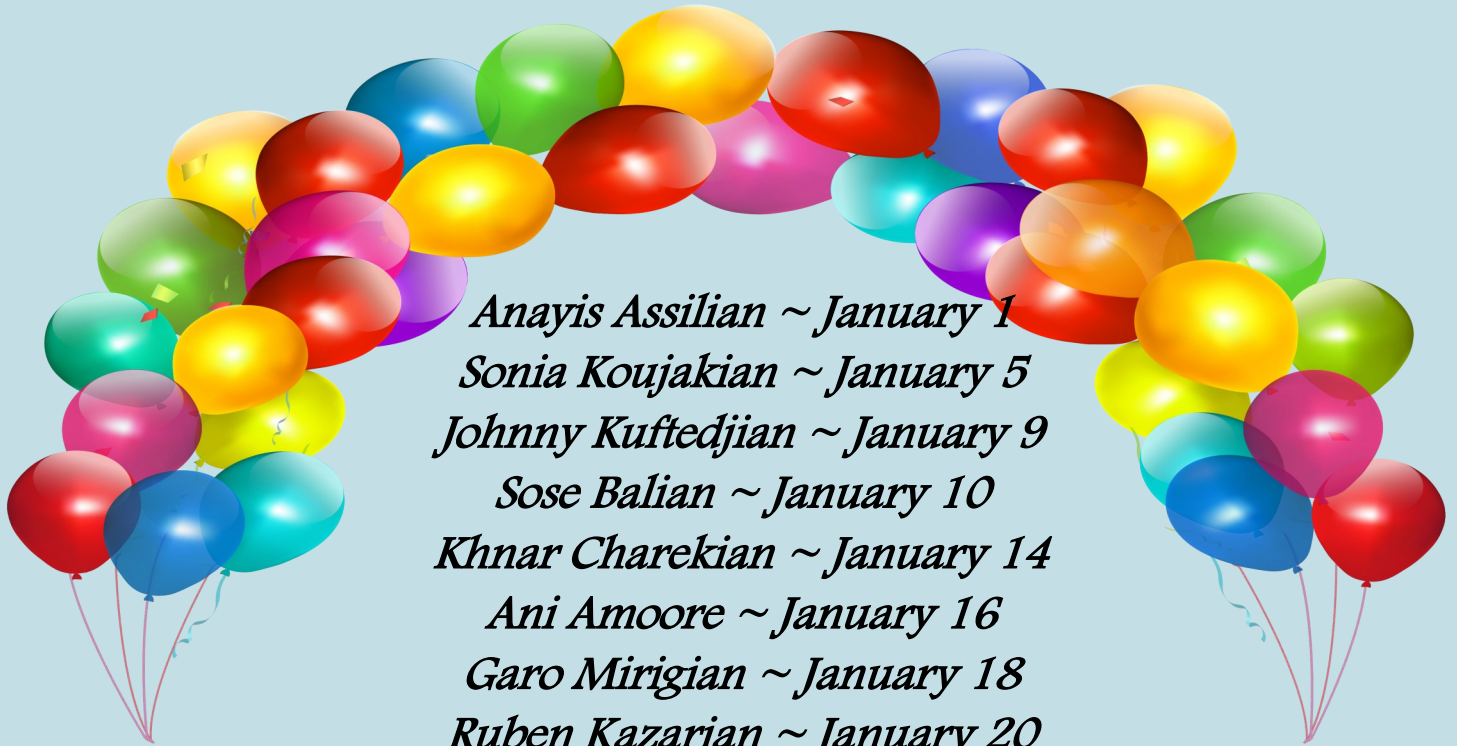 Anayis Assilian ~ January 1
Sonia Koujakian ~ January 5
Johnny Kuftedjian ~ January 9
Sose Balian ~ January 10
Khnar Charekian ~ January 14
Ani Amoore ~ January 16
Garo Mirigian ~ January 18
Ruben Kazarian ~ January 20